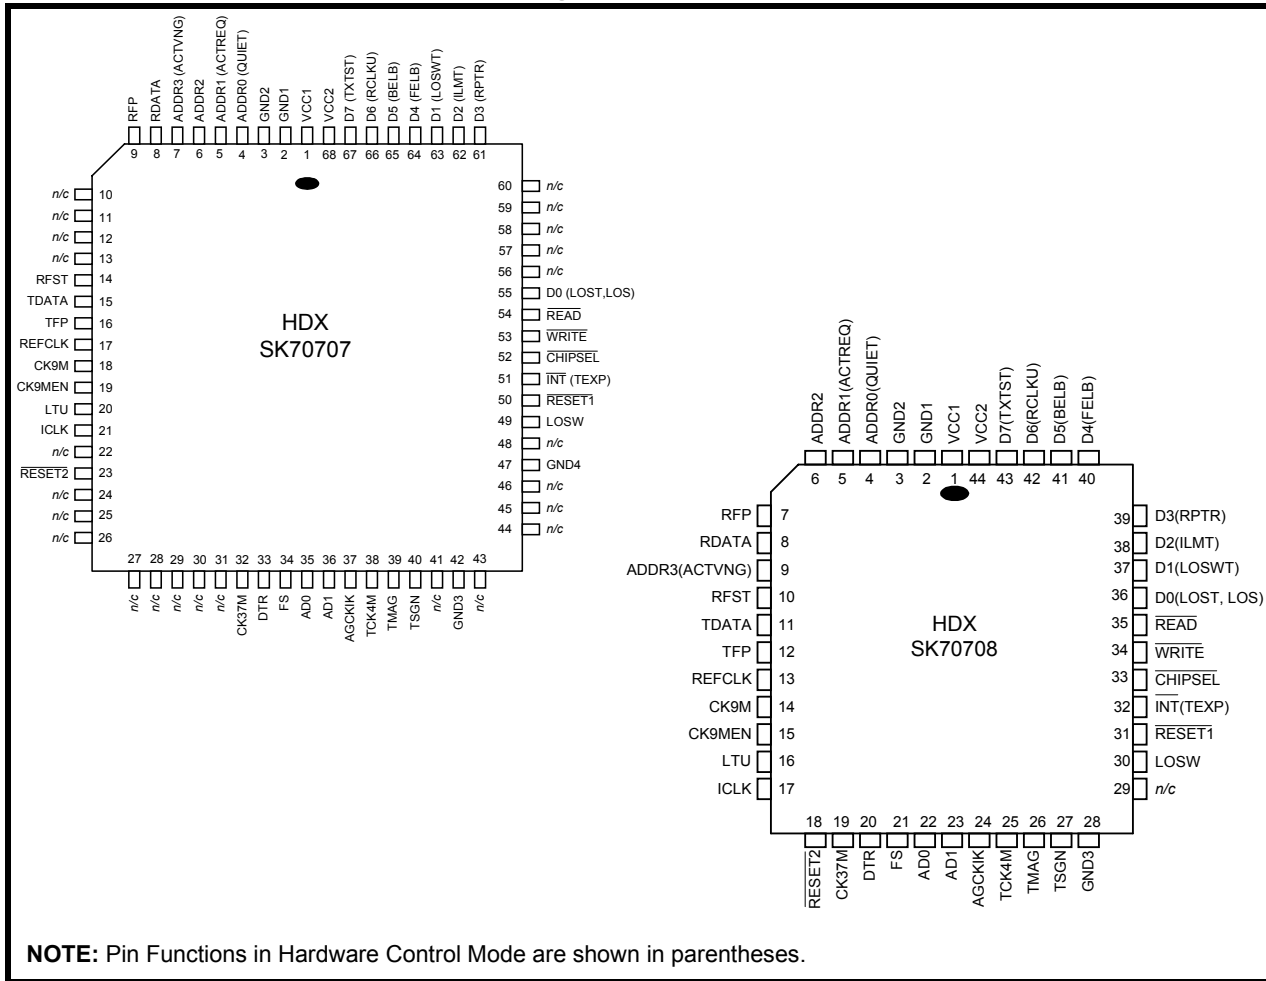 RFP
RDATA
ADDR3 (ACTVNG)
ADDR2
ADDR1 (ACTREQ)
ADDR0 (QUIET)
GND2
GND1
VCC1
VCC2
D7 (TXTST)
D6 (RCLKU)
D5 (BELB)
D4 (FELB)
D1 (LOSWT)
D2 (ILMT)
D3 (RPTR)
9 8 7 6 5 4 3 2 1 68 67 66 65 64 63 62 61
n/c 10
n/c 11
n/c 12
n/c 13
RFST 14
TDATA 15
TFP 16
REFCLK 17
CK9M 18
CK9MEN 19
LTU 20
ICLK 21
n/c 22
RESET2 23
n/c 24
n/c 25
n/c 26
HDX
SK70707
60 n/c
59 n/c
58 n/c
57 n/c
56 n/c
55 D0 (LOST,LOS)
54 READ
53 WRITE
52 CHIPSEL
51 INT (TEXP)
50 RESET1
49 LOSW
48 n/c
47 GND4
46 n/c
45 n/c
44 n/c
27 28 29 30 31 32 33 34 35 36 37 38 39 40 41 42 43
n/c
n/c
n/c
n/c
n/c
CK37M
DTR
FS
AD0
AD1
AGCKIK
TCK4M
TMAG
TSGN
n/c
GND3
n/c
ADDR2
ADDR1(ACTREQ)
ADDR0(QUIET)
GND2
GND1
VCC1
VCC2
D7(TXTST)
D6(RCLKU)
D5(BELB)
D4(FELB)
6 5 4 3 2 1 44 43 42 41 40
RFP 7
RDATA 8
ADDR3(ACTVNG) 9
RFST 10
TDATA 11
TFP 12
REFCLK 13
CK9M 14
CK9MEN 15
LTU 16
ICLK 17
HDX
SK70708
39 D3(RPTR)
38 D2(ILMT)
37 D1(LOSWT)
36 D0(LOST, LOS)
35 READ
34 WRITE
33 CHIPSEL
32 INT(TEXP)
31 RESET1
30 LOSW
29 n/c
18 19 20 21 22 23 24 25 26 27 28
RESET2
CK37M
DTR
FS
AD0
AD1
AGCKIK
TCK4M
TMAG
TSGN
GND3
NOTE: Pin Functions in Hardware Control Mode are shown in parentheses.